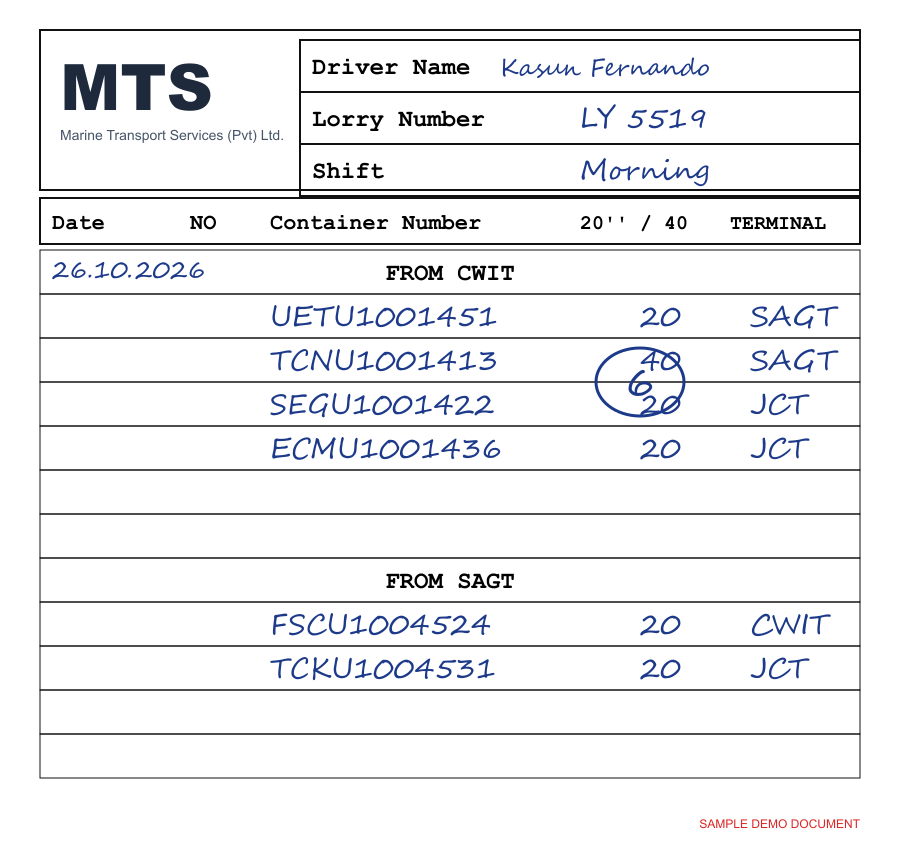 MTS
Marine Transport Services (Pvt) Ltd.
Driver Name Kasun Fernando
Lorry Number LY 5519
Shift Morning
Date NO Container Number 20'' / 40 TERMINAL
26.10.2026 FROM CWIT
UETU1001451 20 SAGT
TCNU1001413 40 SAGT
6
SEGU1001422 20 JCT
ECMU1001436 20 JCT
FROM SAGT
FSCU1004524 20 CWIT
TCKU1004531 20 JCT
SAMPLE DEMO DOCUMENT